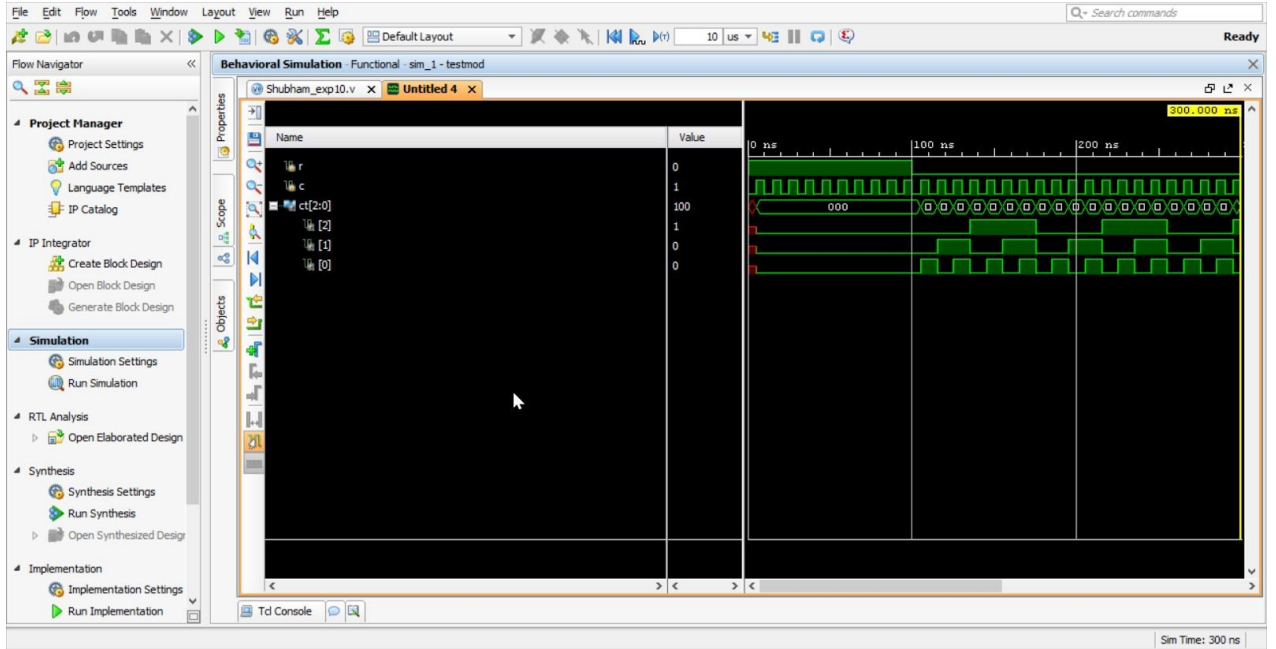 File Edit Flow Tools Window Layout View Run Help
Q- Search commands
Default Layout
10 us
Ready
Flow Navigator
Behavioral Simulation - Functional - sim_1 - testmod
Shubham_exp10.v
Untitled 4
Properties
Scope
Objects
Project Manager
Project Settings
Add Sources
Language Templates
IP Catalog
IP Integrator
Create Block Design
Open Block Design
Generate Block Design
Simulation
Simulation Settings
Run Simulation
RTL Analysis
Open Elaborated Design
Synthesis
Synthesis Settings
Run Synthesis
Open Synthesized Design
Implementation
Implementation Settings
Run Implementation
Name Value
r 0
c 1
ct[2:0] 100
[2] 1
[1] 0
[0] 0
300.000 ns
0 ns 100 ns 200 ns
000
Tcl Console
Sim Time: 300 ns